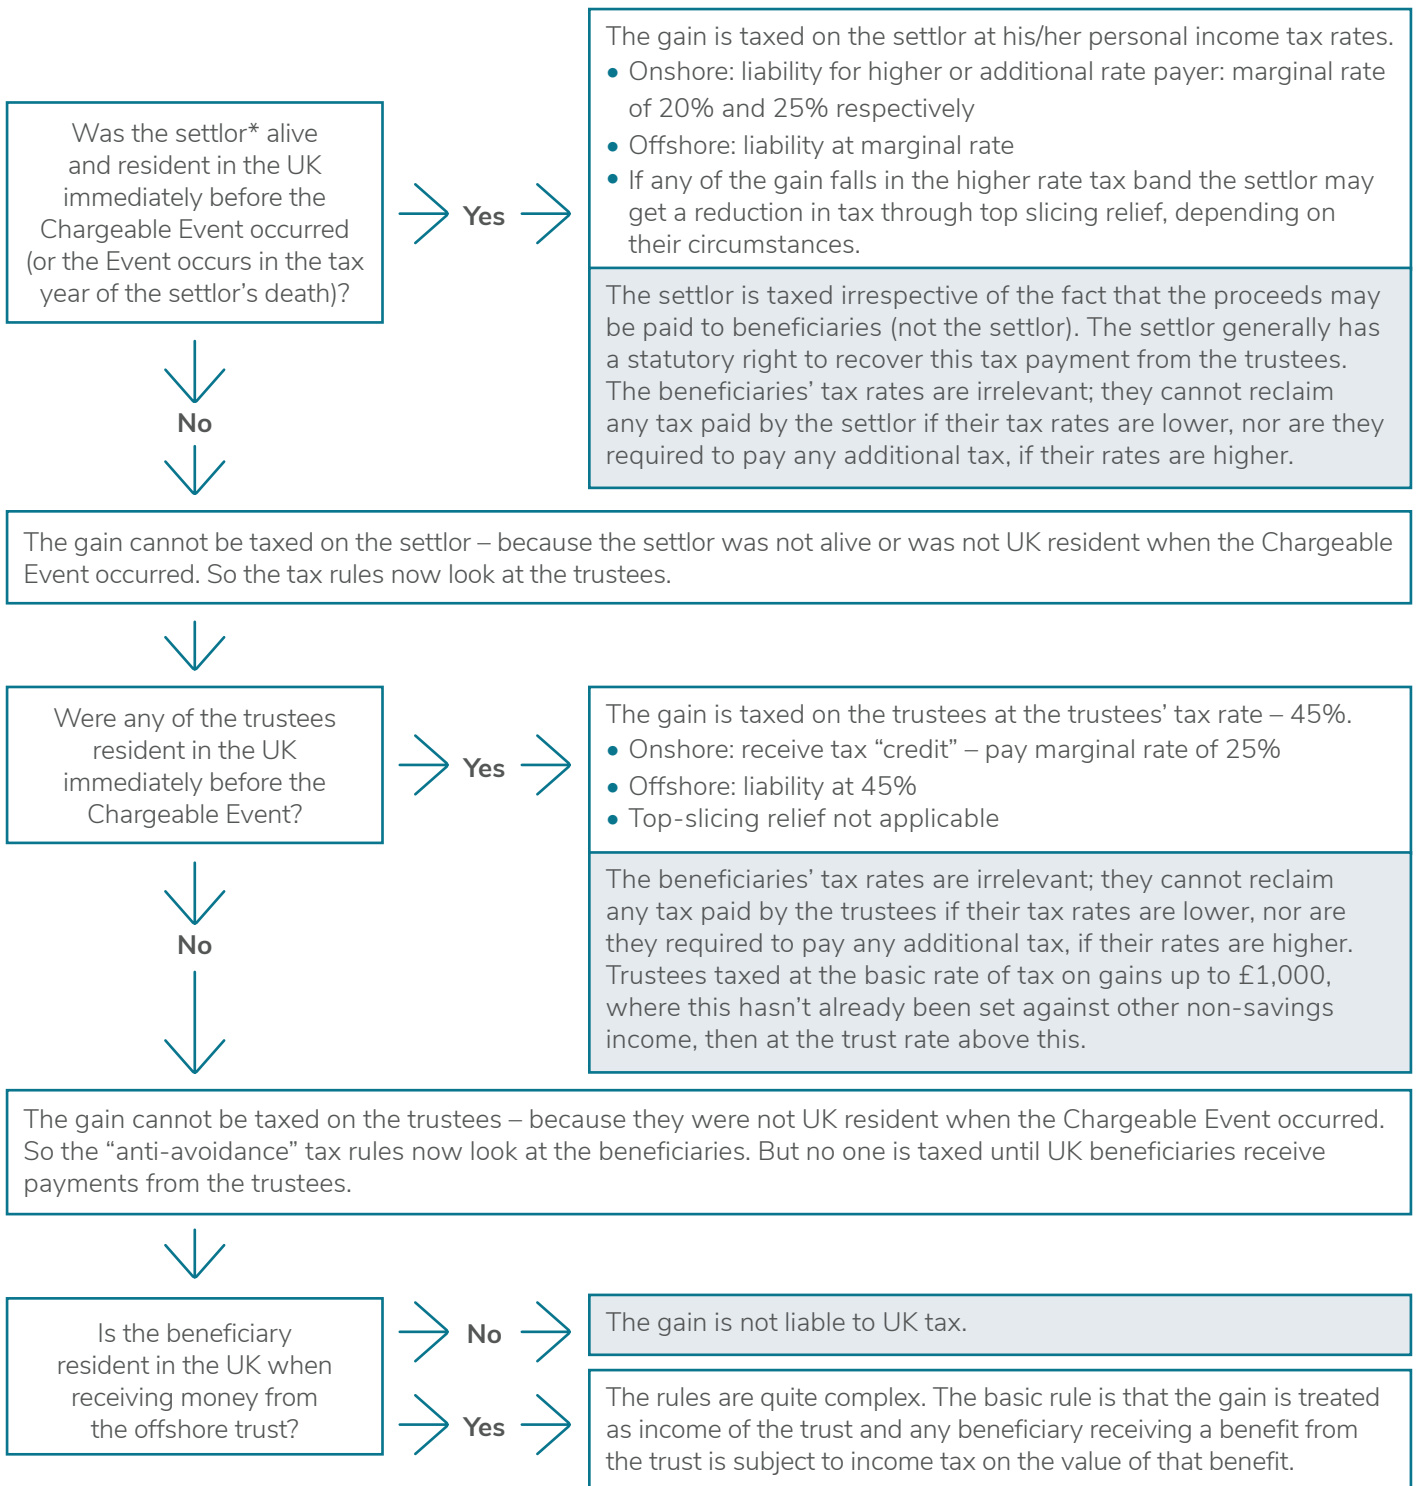 Was the settlor* alive
and resident in the UK
immediately before the
Chargeable Event occurred
(or the Event occurs in the tax
year of the settlor’s death)?
Yes
The gain is taxed on the settlor at his/her personal income tax rates.
• Onshore: liability for higher or additional rate payer: marginal rate
of 20% and 25% respectively
• Offshore: liability at marginal rate
• If any of the gain falls in the higher rate tax band the settlor may
get a reduction in tax through top slicing relief, depending on
their circumstances.
The settlor is taxed irrespective of the fact that the proceeds may
be paid to beneficiaries (not the settlor). The settlor generally has
a statutory right to recover this tax payment from the trustees.
The beneficiaries’ tax rates are irrelevant; they cannot reclaim
any tax paid by the settlor if their tax rates are lower, nor are they
required to pay any additional tax, if their rates are higher.
No
The gain cannot be taxed on the settlor – because the settlor was not alive or was not UK resident when the Chargeable
Event occurred. So the tax rules now look at the trustees.
Were any of the trustees
resident in the UK
immediately before the
Chargeable Event?
Yes
The gain is taxed on the trustees at the trustees’ tax rate – 45%.
• Onshore: receive tax “credit” – pay marginal rate of 25%
• Offshore: liability at 45%
• Top-slicing relief not applicable
The beneficiaries’ tax rates are irrelevant; they cannot reclaim
any tax paid by the trustees if their tax rates are lower, nor are
they required to pay any additional tax, if their rates are higher.
Trustees taxed at the basic rate of tax on gains up to £1,000,
where this hasn’t already been set against other non-savings
income, then at the trust rate above this.
No
The gain cannot be taxed on the trustees – because they were not UK resident when the Chargeable Event occurred.
So the “anti-avoidance” tax rules now look at the beneficiaries. But no one is taxed until UK beneficiaries receive
payments from the trustees.
Is the beneficiary
resident in the UK when
receiving money from
the offshore trust?
No
The gain is not liable to UK tax.
Yes
The rules are quite complex. The basic rule is that the gain is treated
as income of the trust and any beneficiary receiving a benefit from
the trust is subject to income tax on the value of that benefit.